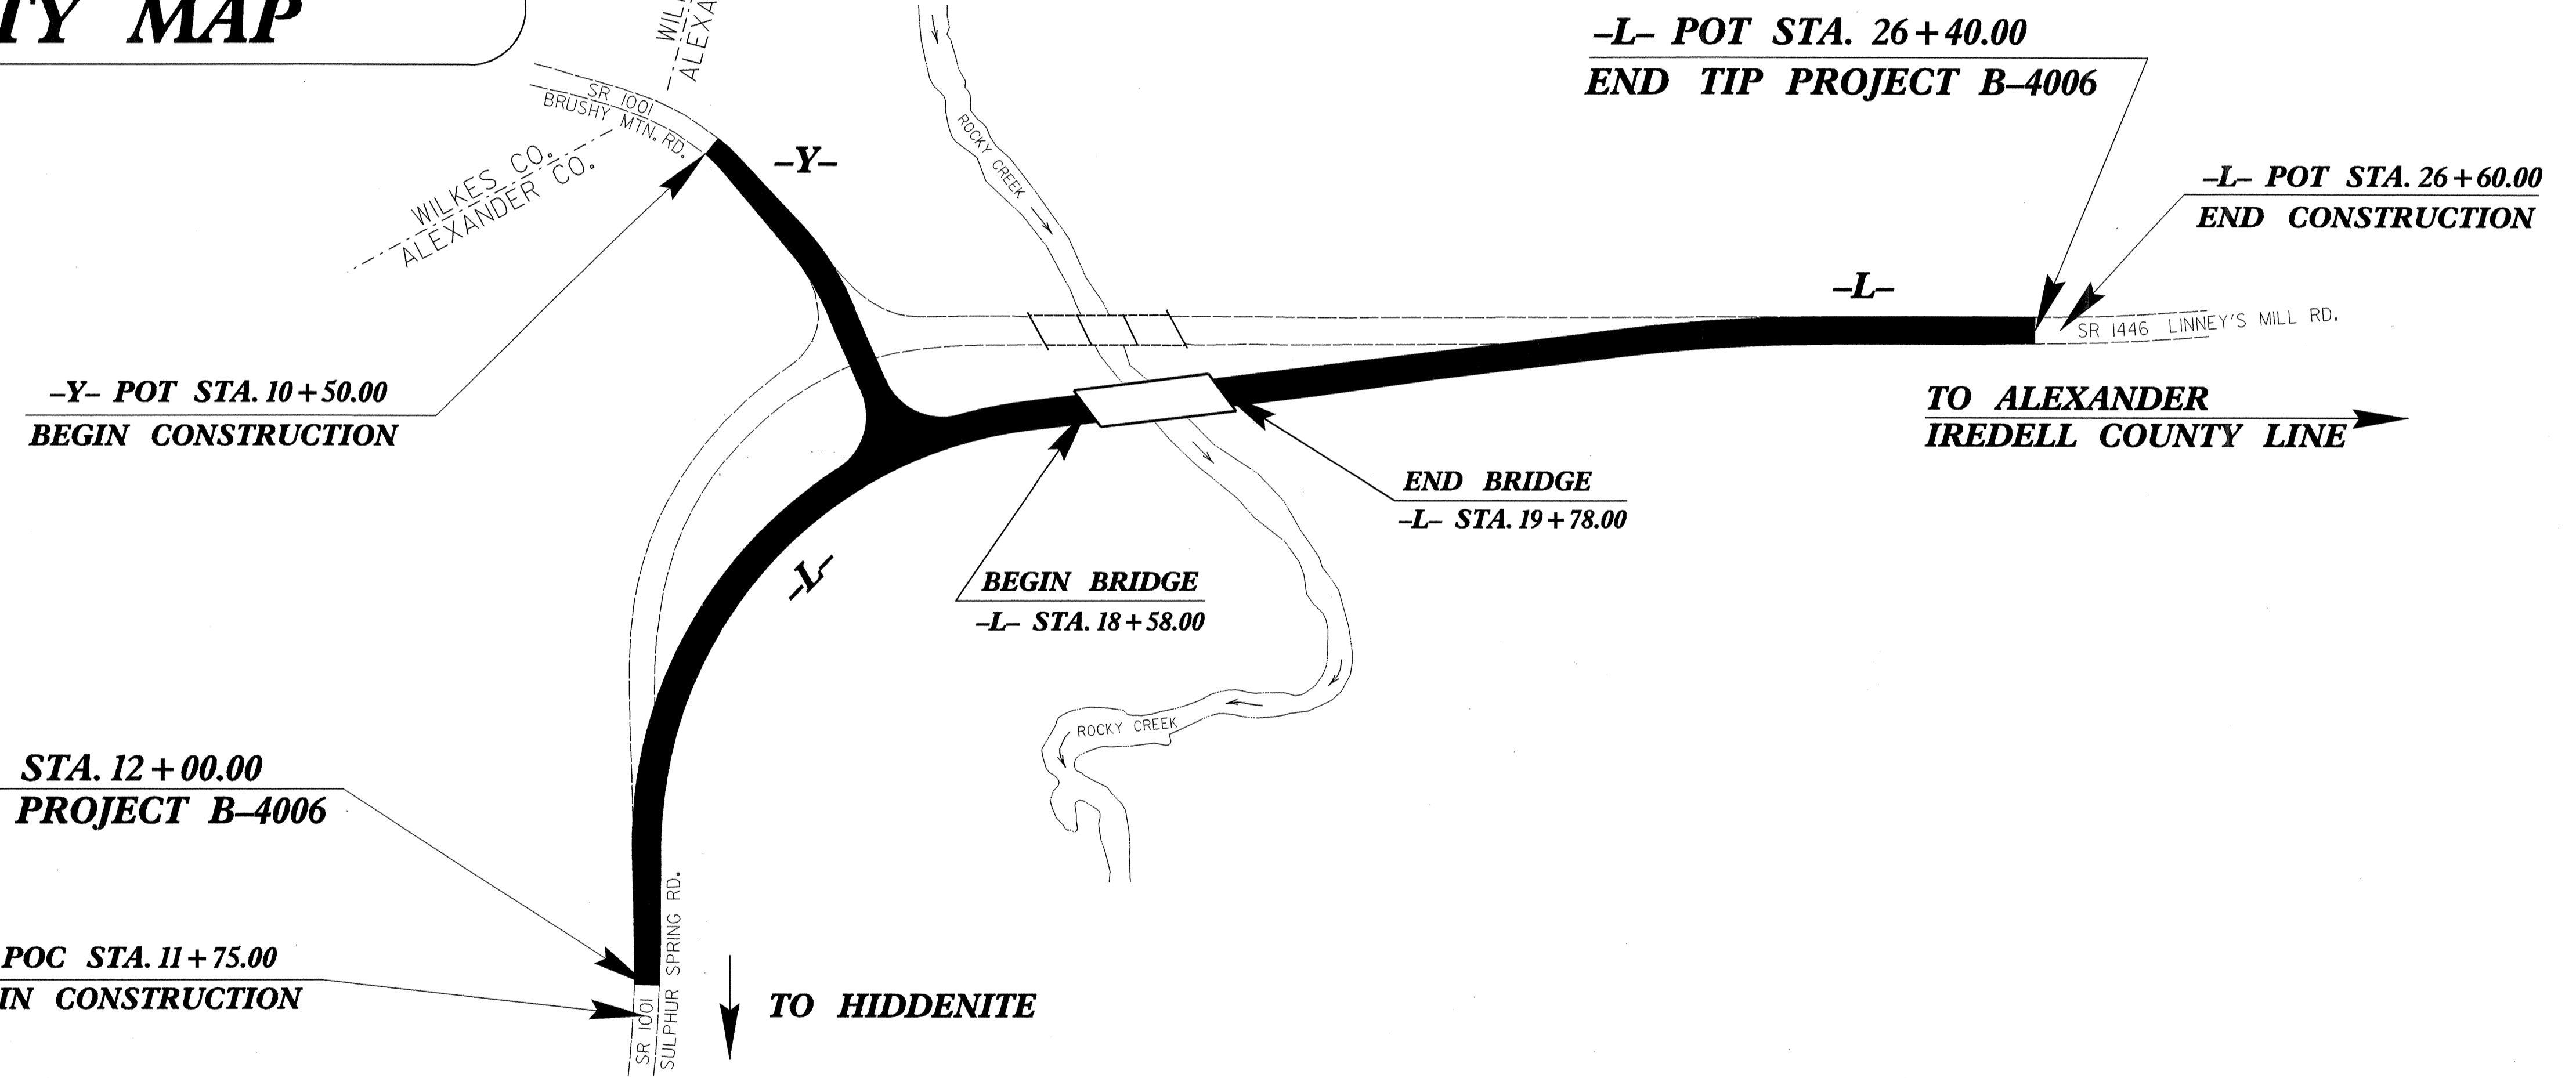 MAP
–L– POT STA. 26+40.00
END TIP PROJECT B–4006
SR 1001
BRUSHY MTN. RD.
WILKES CO.
ALEXANDER CO.
–Y–
ROCKY CREEK
–L– POT STA. 26+60.00
END CONSTRUCTION
–L–
SR 1446 LINNEY'S MILL RD.
–Y– POT STA. 10+50.00
BEGIN CONSTRUCTION
TO ALEXANDER
IREDELL COUNTY LINE
END BRIDGE
–L– STA. 19+78.00
BEGIN BRIDGE
–L– STA. 18+58.00
–L–
ROCKY CREEK
STA. 12+00.00
PROJECT B–4006
POC STA. 11+75.00
CONSTRUCTION
SR 1001
SULPHUR SPRING RD.
TO HIDDENITE